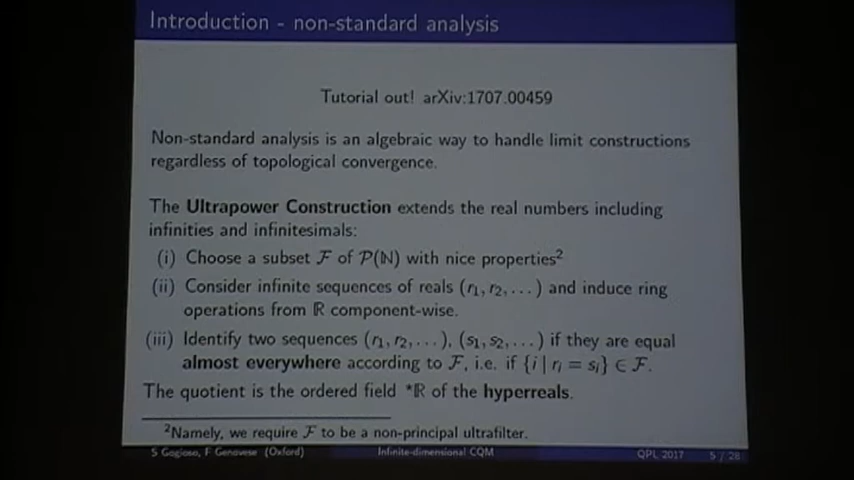 Introduction - non-standard analysis
Tutorial out! arXiv:1707.00459
Non-standard analysis is an algebraic way to handle limit constructions
regardless of topological convergence.
The Ultrapower Construction extends the real numbers including
infinities and infinitesimals:
(i) Choose a subset ℱ of 𝒫(ℕ) with nice properties²
(ii) Consider infinite sequences of reals (r₁, r₂, . . . ) and induce ring
operations from ℝ component-wise.
(iii) Identify two sequences (r₁, r₂, . . . ), (s₁, s₂, . . . ) if they are equal
almost everywhere according to ℱ, i.e. if {i | rᵢ = sᵢ} ∈ ℱ.
The quotient is the ordered field *ℝ of the hyperreals.
²Namely, we require ℱ to be a non-principal ultrafilter.
S Gogioso, F Genovese (Oxford) Infinite-dimensional CQM QPL 2017 5 / 28